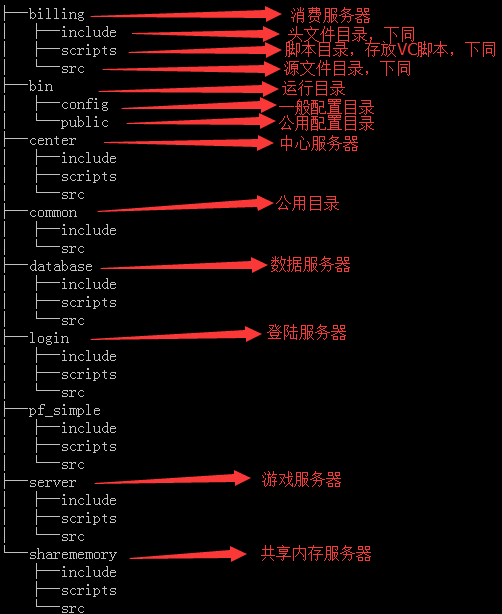 billing 消费服务器
include 头文件目录，下同
scripts 脚本目录，存放VC脚本，下同
src 源文件目录，下同
bin 运行目录
config 一般配置目录
public 公用配置目录
center 中心服务器
include
scripts
src
common 公用目录
include
src
database 数据服务器
include
scripts
src
login 登陆服务器
include
scripts
src
pf_simple
include
scripts
src
server 游戏服务器
include
scripts
src
sharememory 共享内存服务器
include
scripts
src